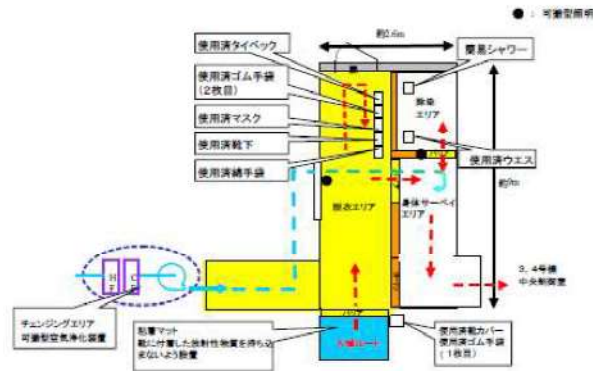 ●：可搬型照明
約2.6m
使用済タイベック
簡易シャワー
使用済ゴム手袋
（2枚目）
除染
エリア
使用済マスク
使用済靴下
使用済綿手袋
使用済ウエス
脱衣エリア
身体サーベイ
エリア
約9m
3，4号機
中央制御室
チェンジングエリア
可搬型空気浄化装置
粘着マット
靴に付着した放射性物質を持ち込
まないよう設置
バリア
入域ルート
使用済靴カバー
使用済ゴム手袋
（1枚目）